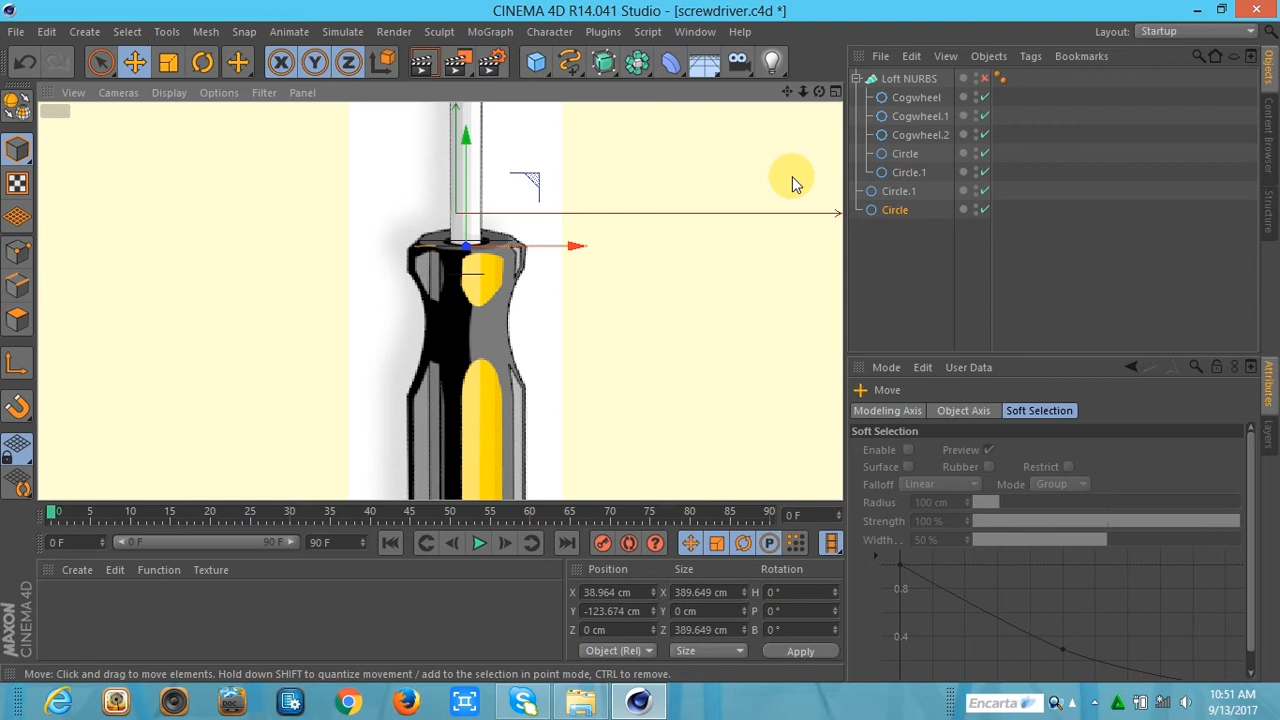 CINEMA 4D R14.041 Studio - [screwdriver.c4d *]
File Edit Create Select Tools Mesh Snap Animate Simulate Render Sculpt MoGraph Character Plugins Script Window Help Layout: Startup
X Y Z
View Cameras Display Options Filter Panel
File Edit View Objects Tags Bookmarks
Loft NURBS
Cogwheel
Cogwheel.1
Cogwheel.2
Circle
Circle.1
Circle.1
Circle
Objects
Content Browser
Structure
Mode Edit User Data
Move
Modeling Axis Object Axis Soft Selection
Soft Selection
Enable Preview
Surface Rubber Restrict
Falloff Linear Mode Group
Radius 100 cm
Strength 100 %
Width. . 50 %
0.8
0.4
Attributes
Layers
0 5 10 15 20 25 30 35 40 45 50 55 60 65 70 75 80 85 90 0 F
0 F 0 F 90 F 90 F
P
Create Edit Function Texture
Position Size Rotation
X 38.964 cm X 389.649 cm H 0 °
Y -123.674 cm Y 0 cm P 0 °
Z 0 cm Z 389.649 cm B 0 °
Object (Rel) Size Apply
MAXON
CINEMA 4D
Move: Click and drag to move elements. Hold down SHIFT to quantize movement / add to the selection in point mode, CTRL to remove.
DOC
Encarta
10:51 AM
9/13/2017